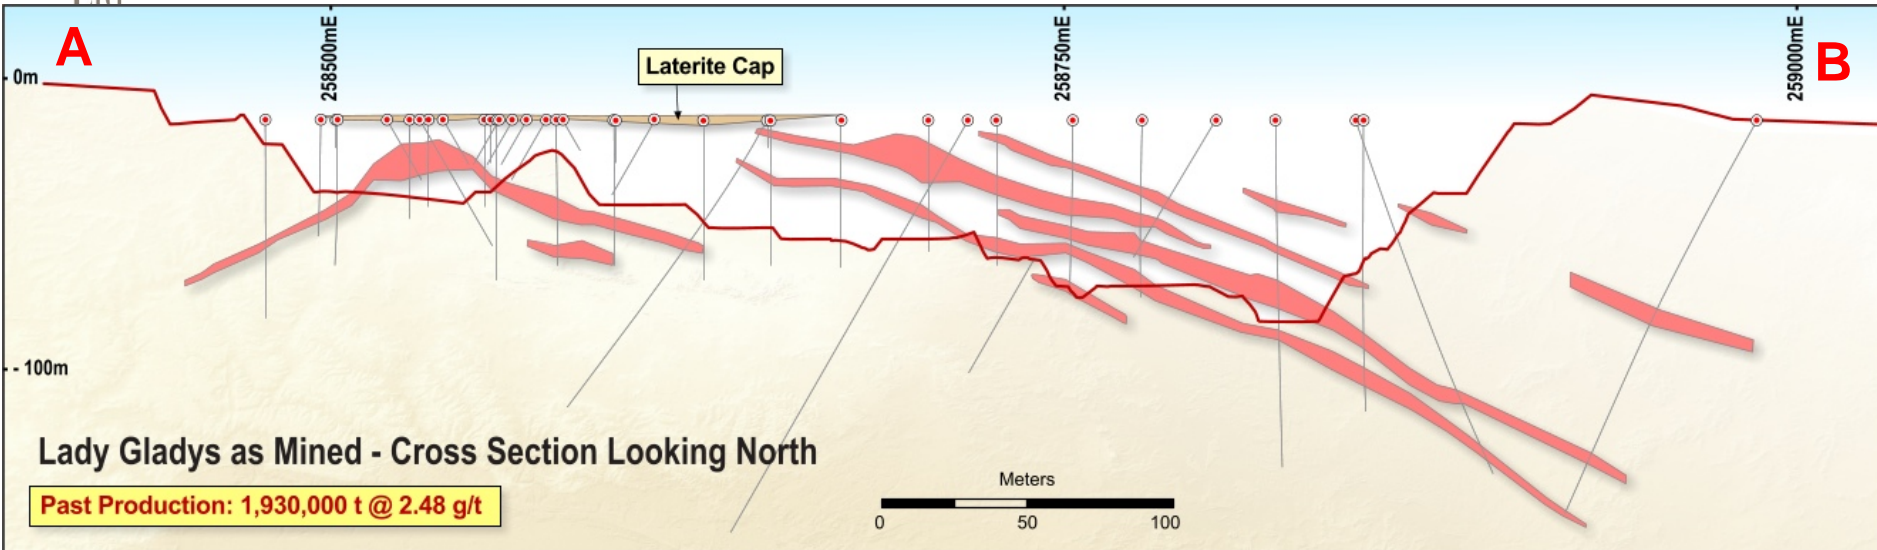 A
258500mE
258750mE
259000mE
B
Laterite Cap
0m
- 100m
Lady Gladys as Mined - Cross Section Looking North
Past Production: 1,930,000 t @ 2.48 g/t
Meters
0 50 100